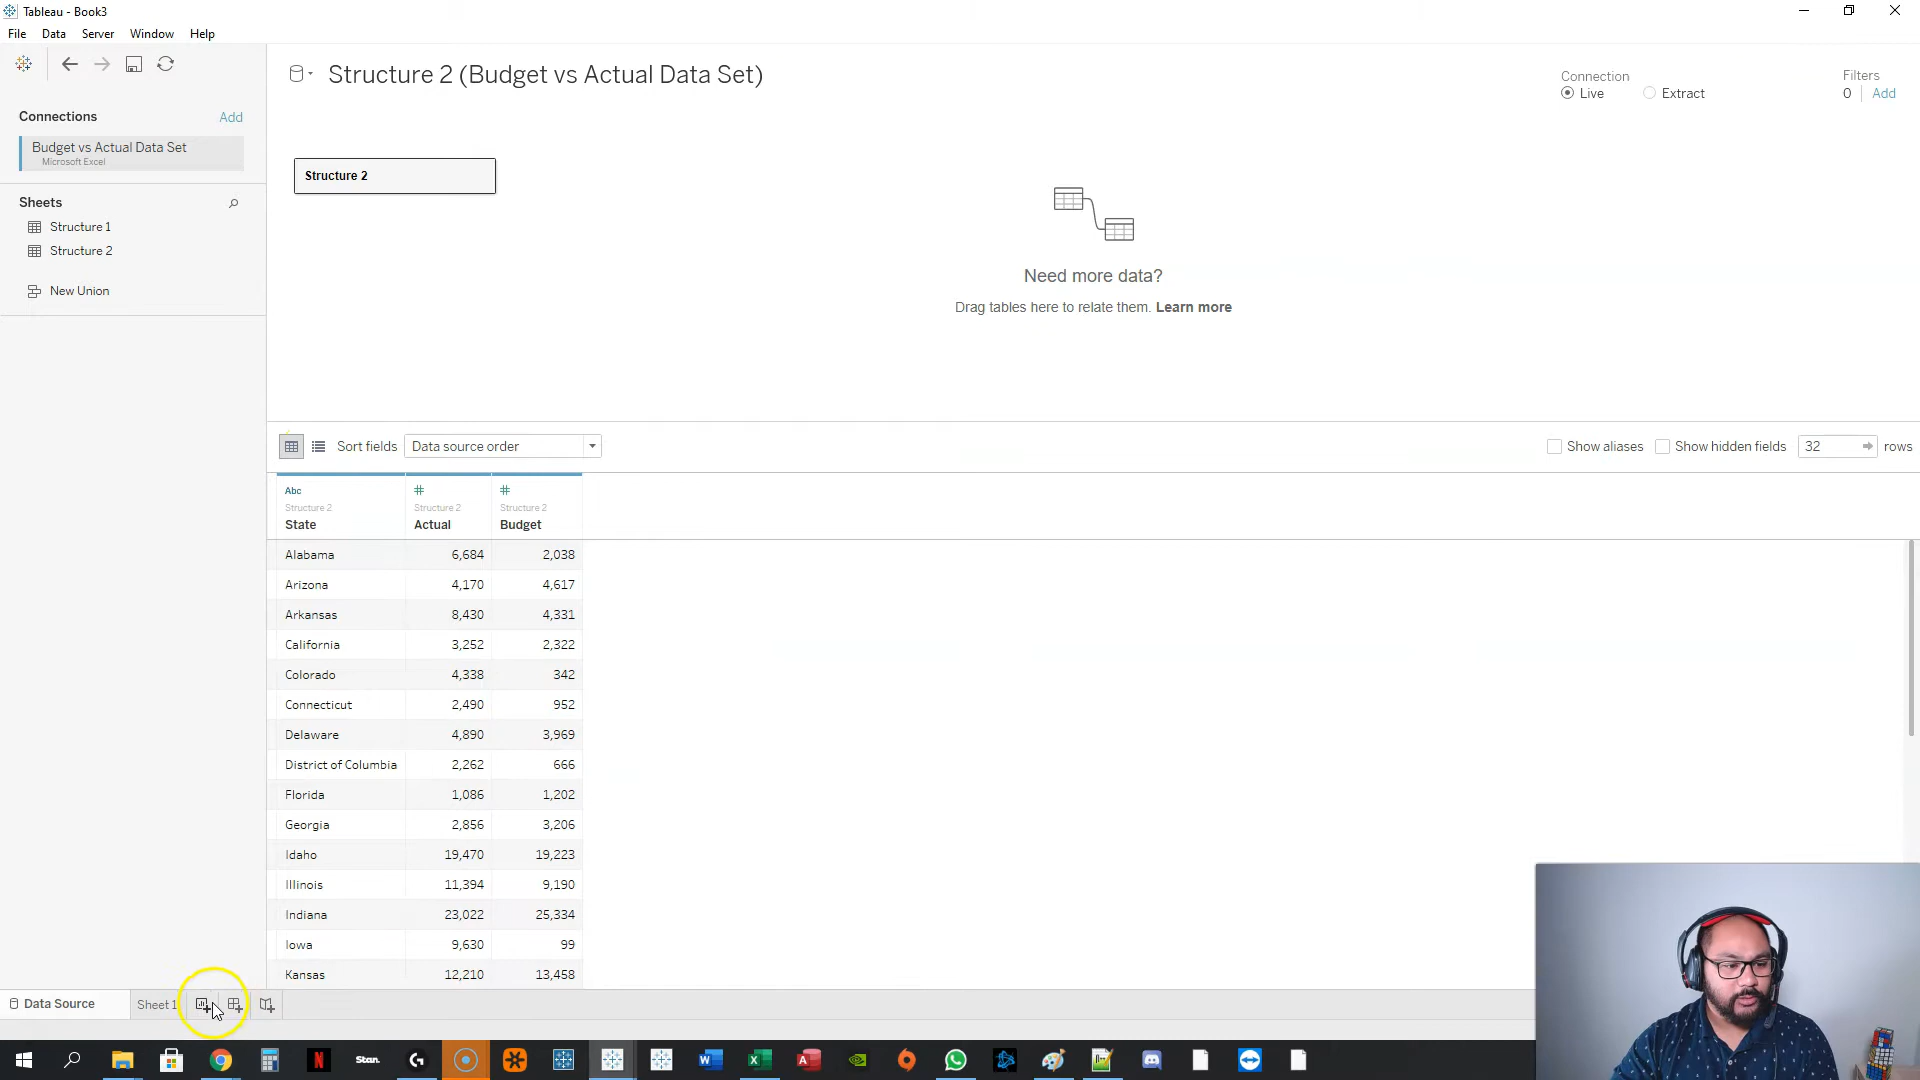 Tableau - Book3
File Data Server Window Help
Structure 2 (Budget vs Actual Data Set)
Connection
Live
Extract
Filters
0
Add
Connections
Add
Budget vs Actual Data Set
Microsoft Excel
Sheets
Structure 1
Structure 2
New Union
Structure 2
Need more data?
Drag tables here to relate them. Learn more
Sort fields
Data source order
Show aliases
Show hidden fields
32
rows
Abc
Structure 2
State
#
Structure 2
Actual
#
Structure 2
Budget
Alabama 6,684 2,038
Arizona 4,170 4,617
Arkansas 8,430 4,331
California 3,252 2,322
Colorado 4,338 342
Connecticut 2,490 952
Delaware 4,890 3,969
District of Columbia 2,262 666
Florida 1,086 1,202
Georgia 2,856 3,206
Idaho 19,470 19,223
Illinois 11,394 9,190
Indiana 23,022 25,334
Iowa 9,630 99
Kansas 12,210 13,458
Data Source
Sheet 1
Stan.